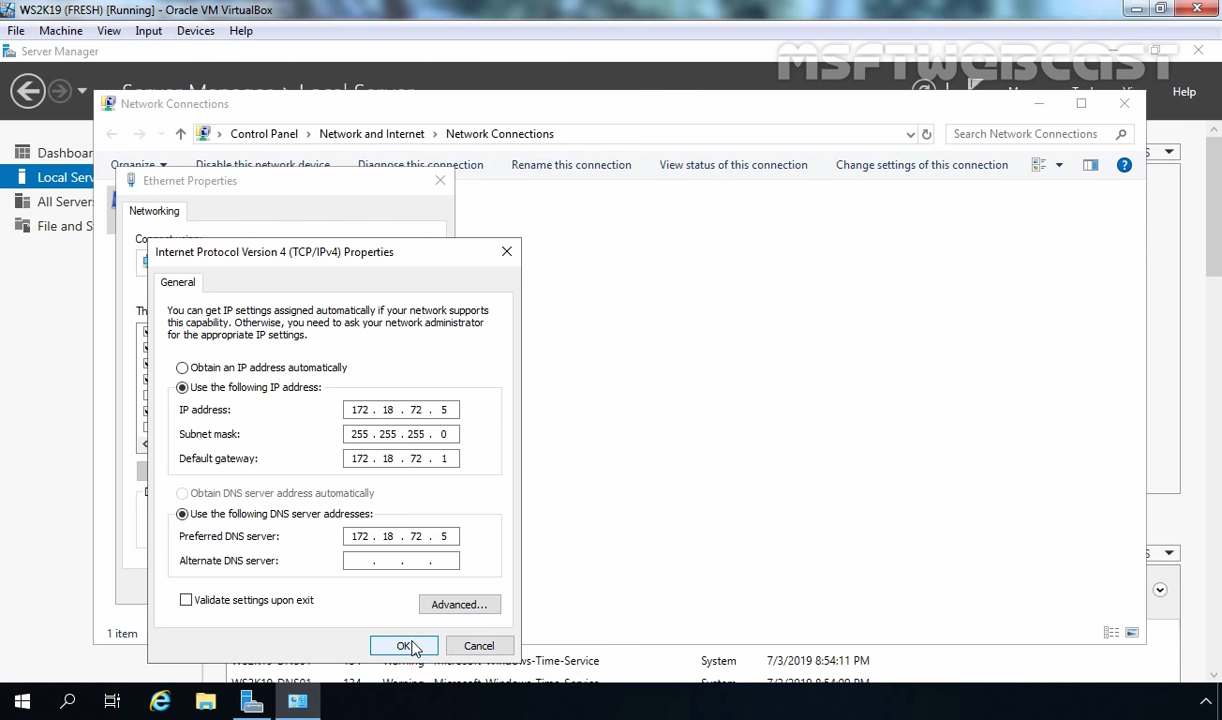 WS2K19 (FRESH) [Running] - Oracle VM VirtualBox
File Machine View Input Devices Help
Server Manager
MSFTWEBCAST
Help
Network Connections
Control Panel > Network and Internet > Network Connections
Search Network Connections
Organize Disable this network device Diagnose this connection Rename this connection View status of this connection Change settings of this connection
Dashboar
Local Serv
All Servers
File and S
Ethernet Properties
Networking
Internet Protocol Version 4 (TCP/IPv4) Properties
General
You can get IP settings assigned automatically if your network supports
this capability. Otherwise, you need to ask your network administrator
for the appropriate IP settings.
Obtain an IP address automatically
Use the following IP address:
IP address: 172 . 18 . 72 . 5
Subnet mask: 255 . 255 . 255 . 0
Default gateway: 172 . 18 . 72 . 1
Obtain DNS server address automatically
Use the following DNS server addresses:
Preferred DNS server: 172 . 18 . 72 . 5
Alternate DNS server: . . .
Validate settings upon exit
Advanced...
OK Cancel
1 item
Warning Microsoft-Windows-Time-Service System 7/3/2019 8:54:11 PM